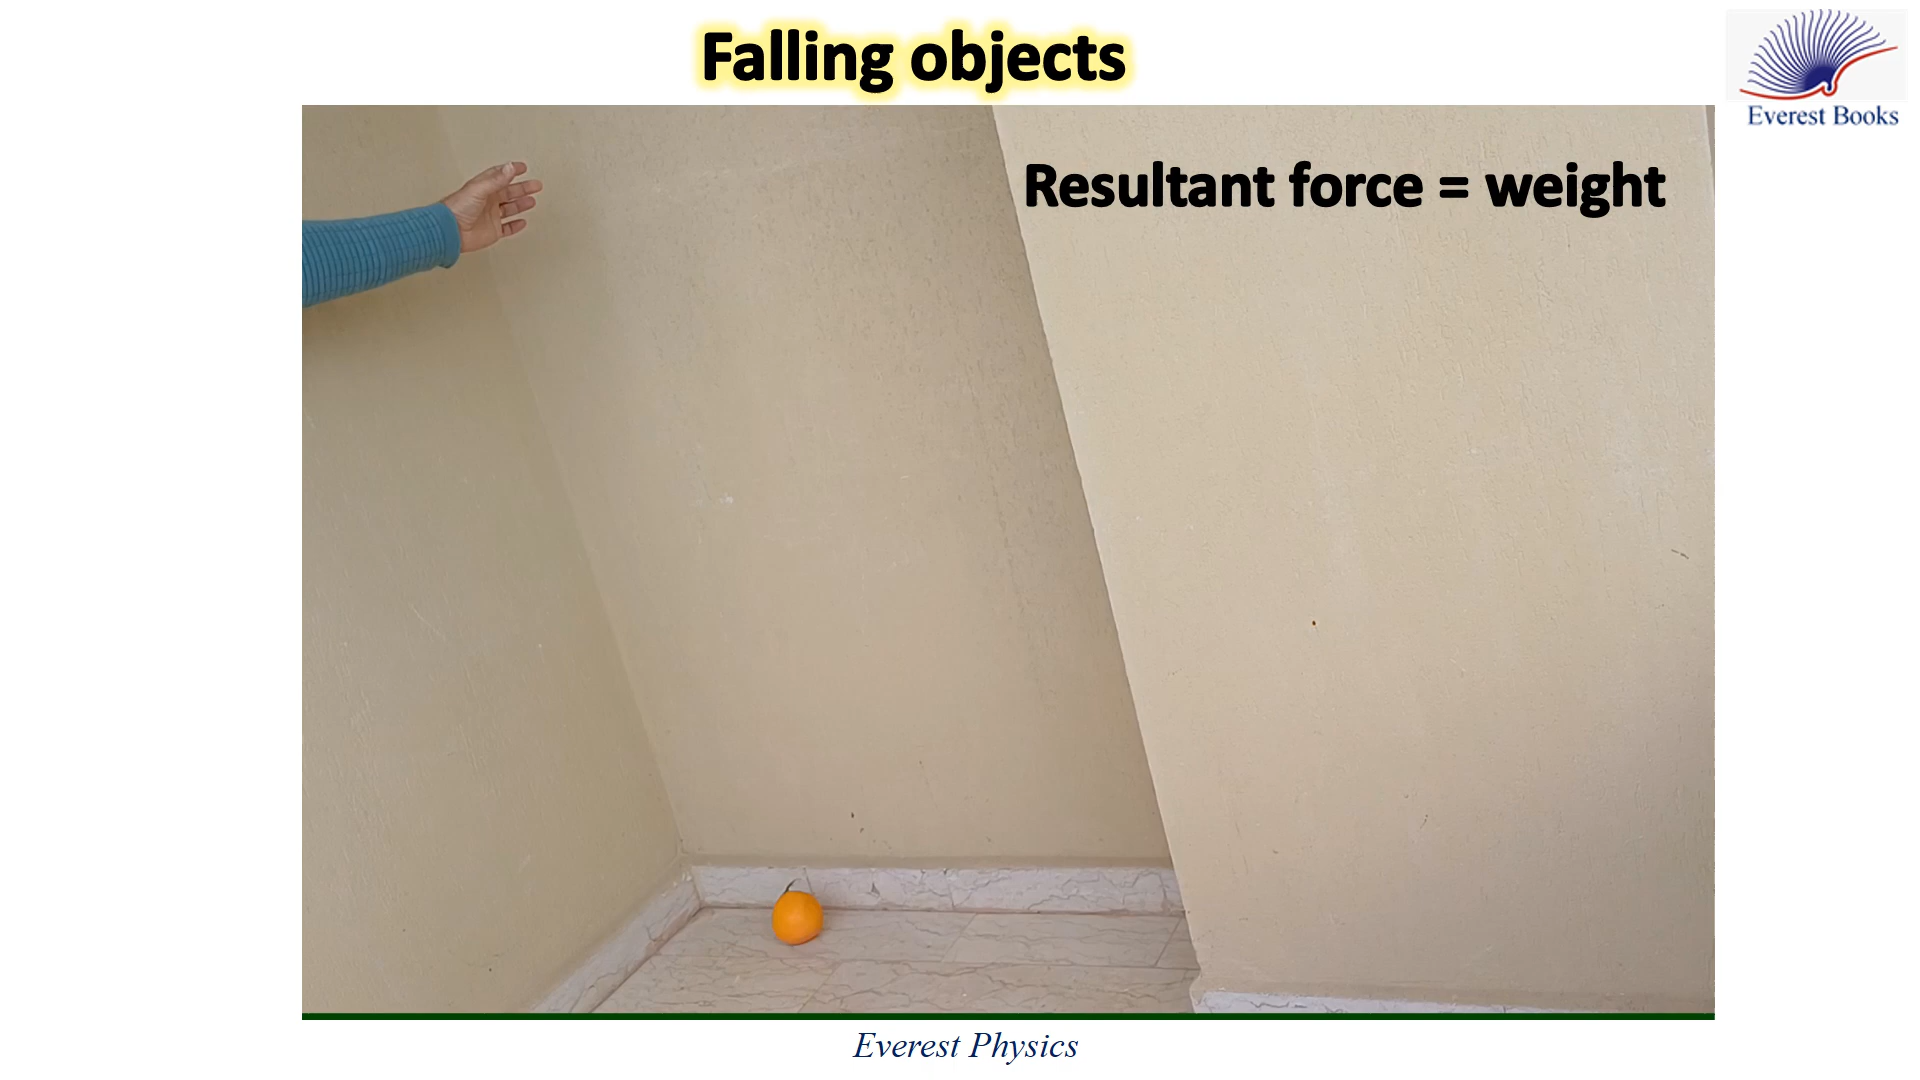 Falling objects
Everest Books
Resultant force = weight
Everest Physics